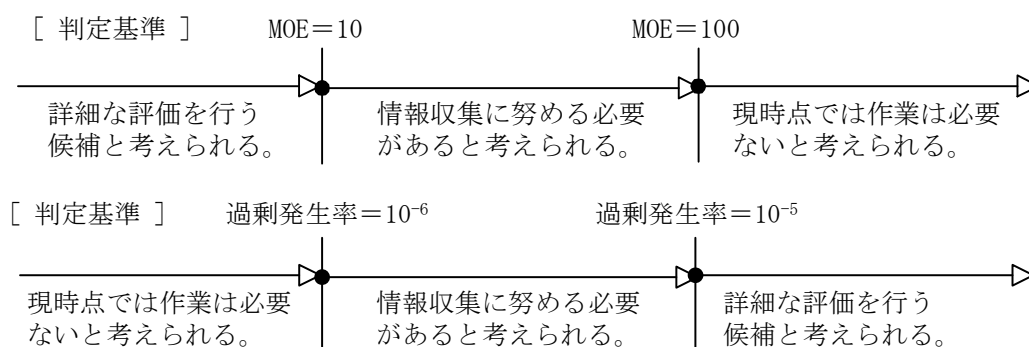 [ 判定基準 ] MOE=10 MOE=100
詳細な評価を行う 情報収集に努める必要 現時点では作業は必要
候補と考えられる。 があると考えられる。 ないと考えられる。
[ 判定基準 ] 過剰発生率=10⁻⁶ 過剰発生率=10⁻⁵
現時点では作業は必要 情報収集に努める必要 詳細な評価を行う
ないと考えられる。 があると考えられる。 候補と考えられる。